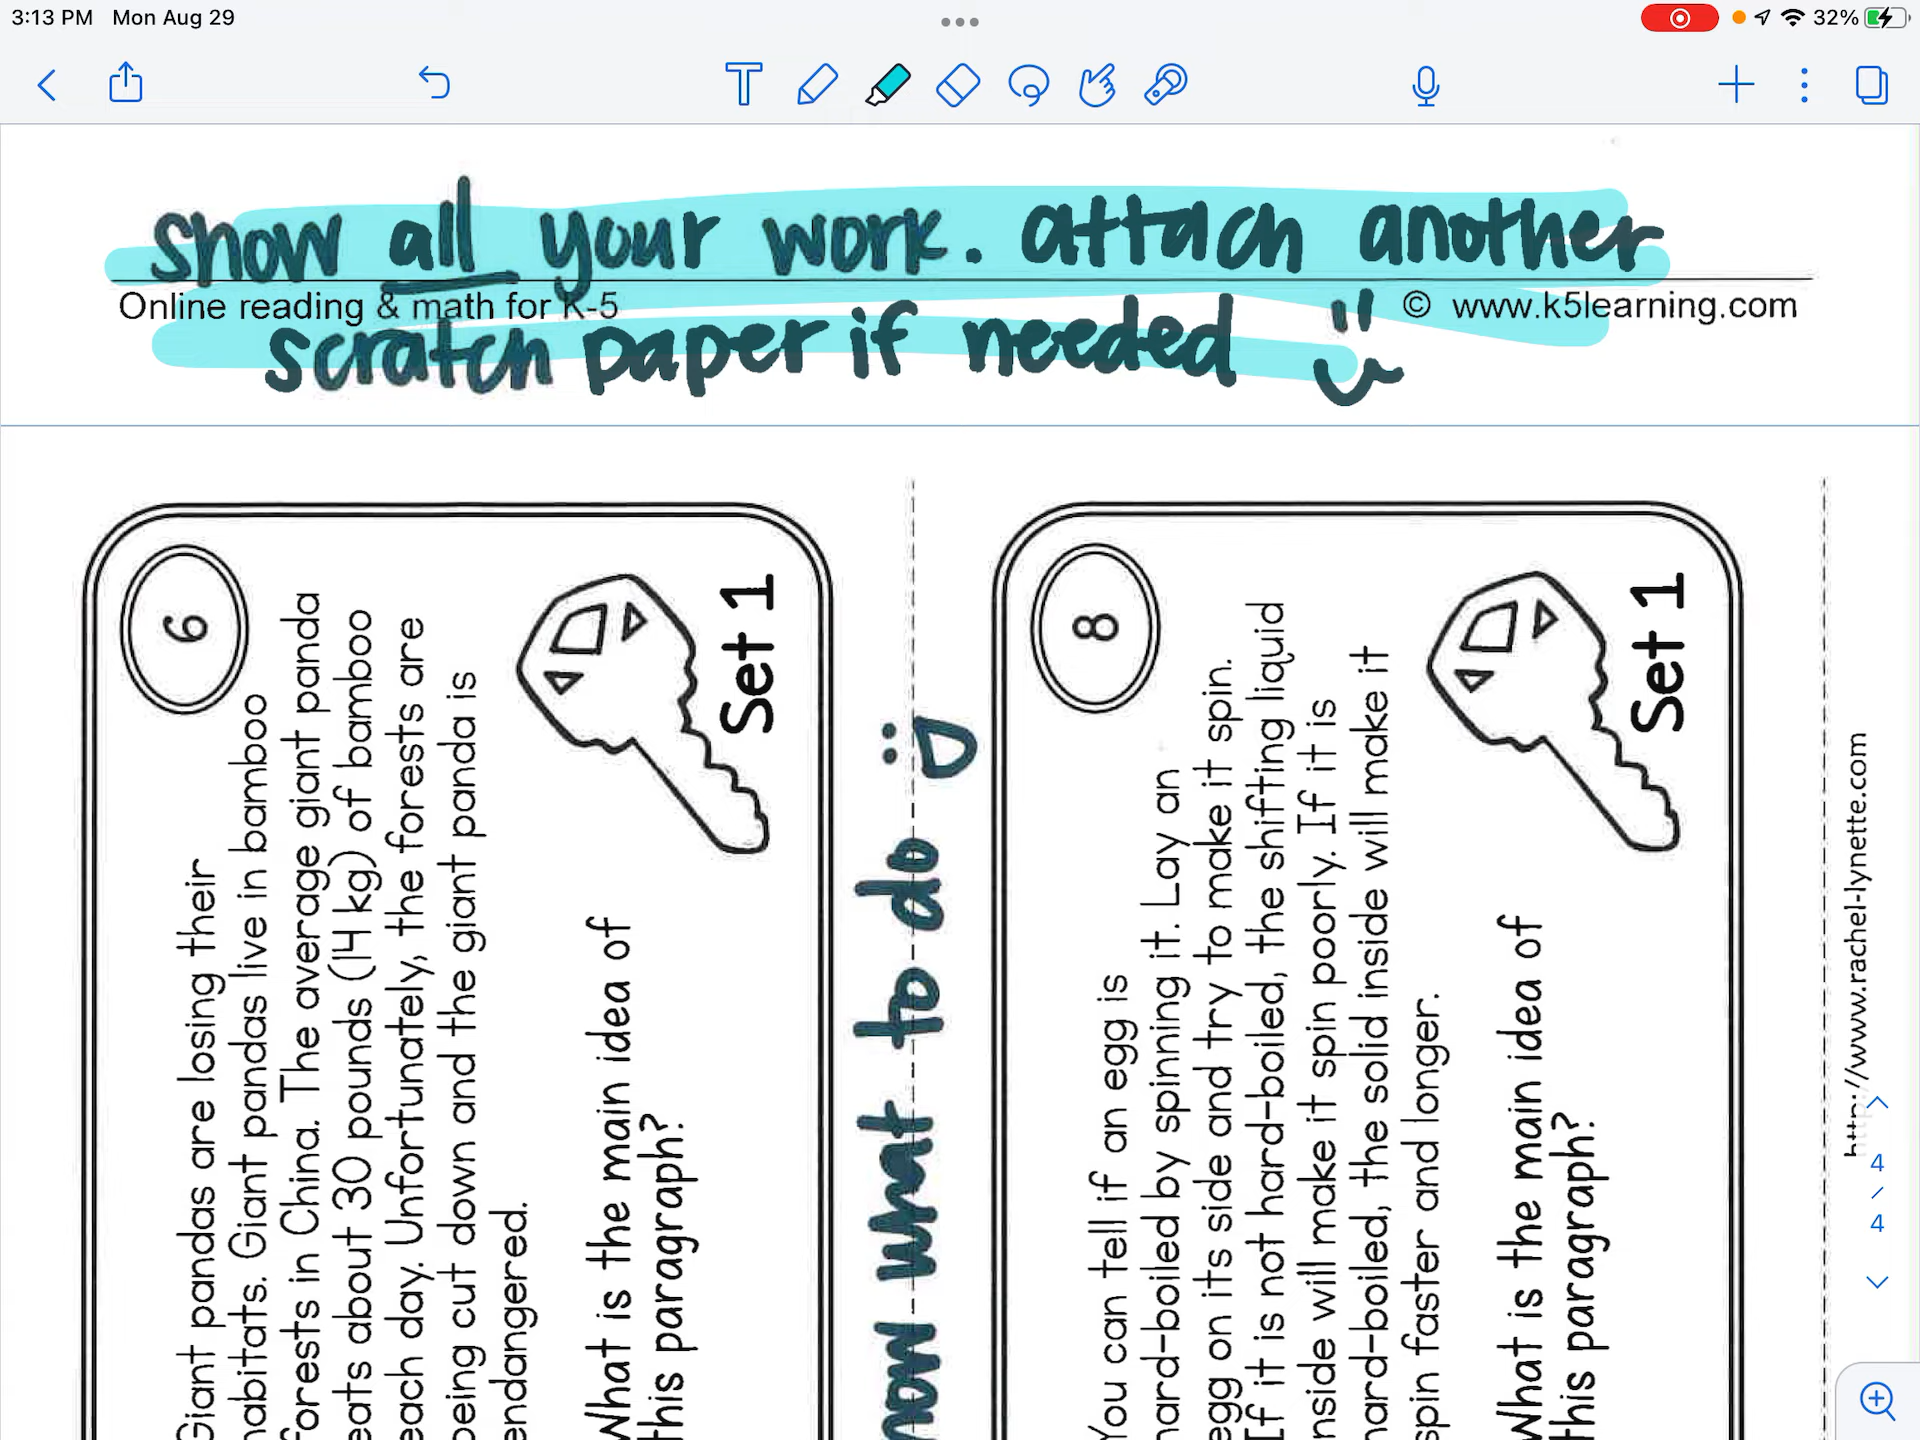 3:13 PM Mon Aug 29
32%
show all your work. attach another
Online reading & math for K-5
© www.k5learning.com
scratch paper if needed
6
Giant pandas are losing their
habitats. Giant pandas live in bamboo
forests in China. The average giant panda
eats about 30 pounds (14 kg) of bamboo
each day. Unfortunately, the forests are
being cut down and the giant panda is
endangered.
What is the main idea of
this paragraph?
Set 1
what to do
8
You can tell if an egg is
hard-boiled by spinning it. Lay an
egg on its side and try to make it spin.
If it is not hard-boiled, the shifting liquid
inside will make it spin poorly. If it is
hard-boiled, the solid inside will make it
spin faster and longer.
What is the main idea of
this paragraph?
Set 1
http://www.rachel-lynette.com
4
/
4